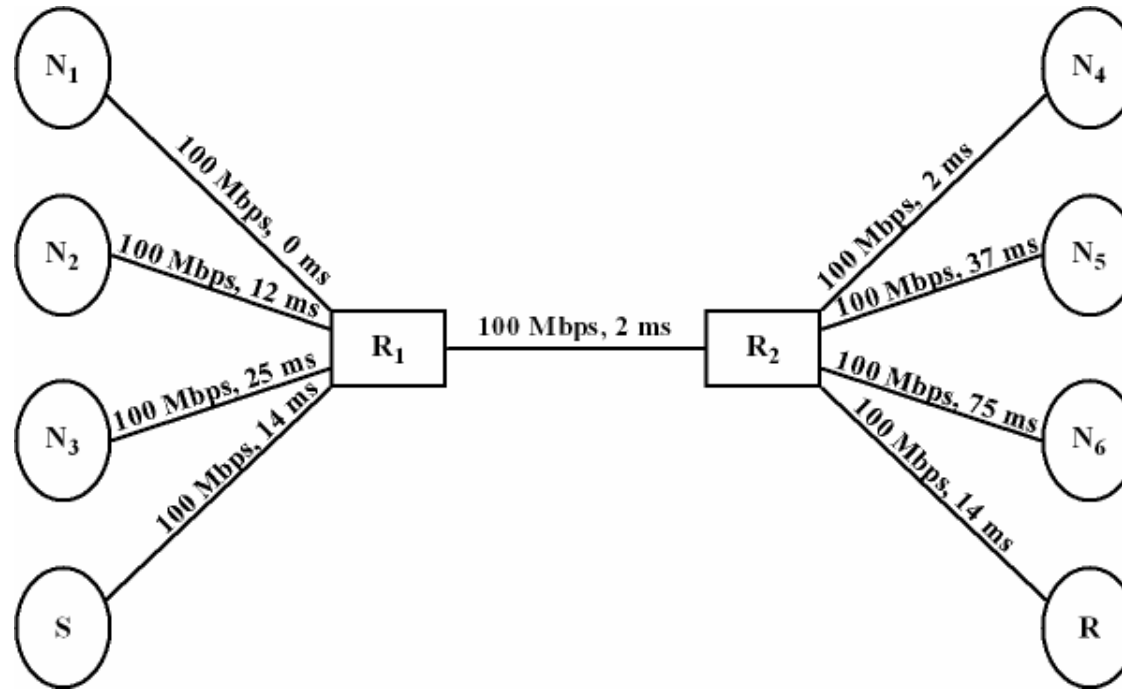 N1
100 Mbps, 0 ms
N2
100 Mbps, 12 ms
N3
100 Mbps, 25 ms
S
100 Mbps, 14 ms
R1
100 Mbps, 2 ms
R2
N4
100 Mbps, 2 ms
N5
100 Mbps, 37 ms
N6
100 Mbps, 75 ms
R
100 Mbps, 14 ms